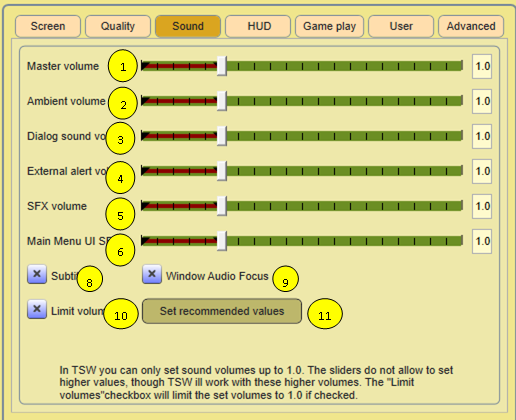 Screen Quality Sound HUD Game play User Advanced
Master volume 1 1.0
Ambient volume 2 1.0
Dialog sound vo 3 1.0
External alert vo 4 1.0
SFX volume 5 1.0
Main Menu UI S 6 1.0
Subti 8 Window Audio Focus 9
Limit volum 10 Set recommended values 11
In TSW you can only set sound volumes up to 1.0. The sliders do not allow to set
higher values, though TSW ill work with these higher volumes. The "Limit
volumes"checkbox will limit the set volumes to 1.0 if checked.